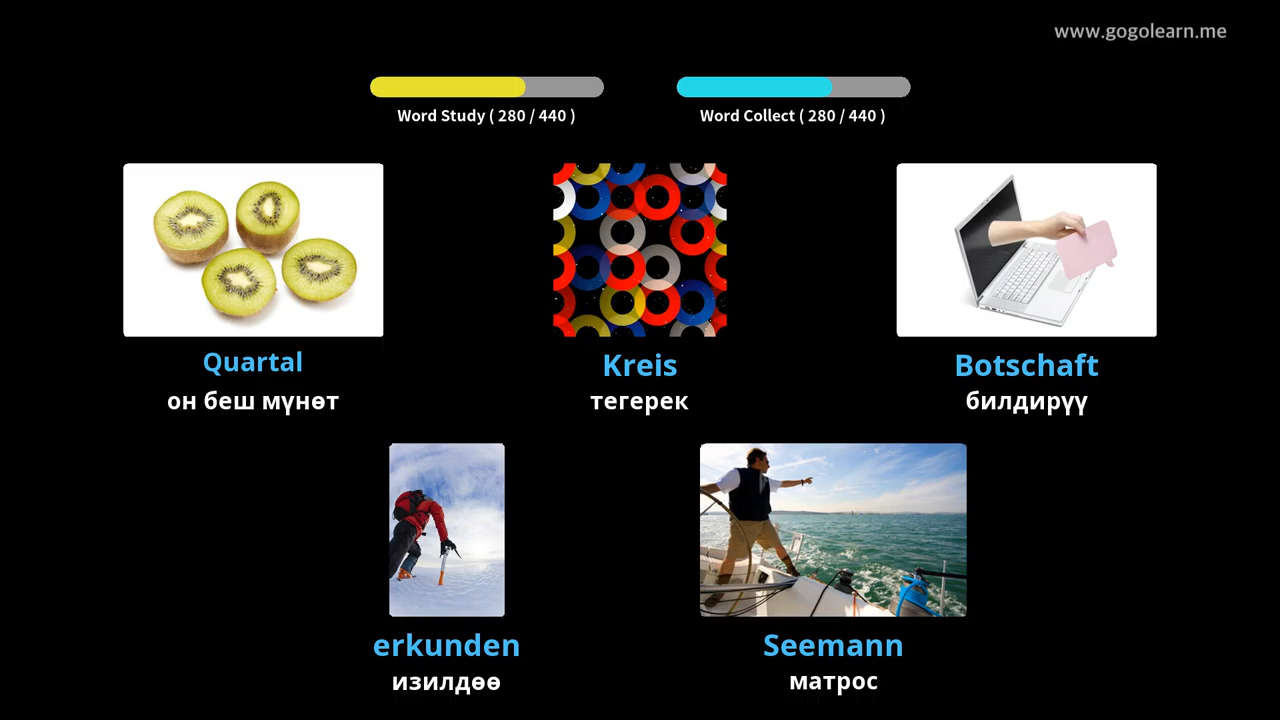 www.gogolearn.me
Word Study ( 280 / 440 )
Word Collect ( 280 / 440 )
Quartal
он беш мүнөт
Kreis
тегерек
Botschaft
билдирүү
erkunden
изилдөө
Seemann
матрос